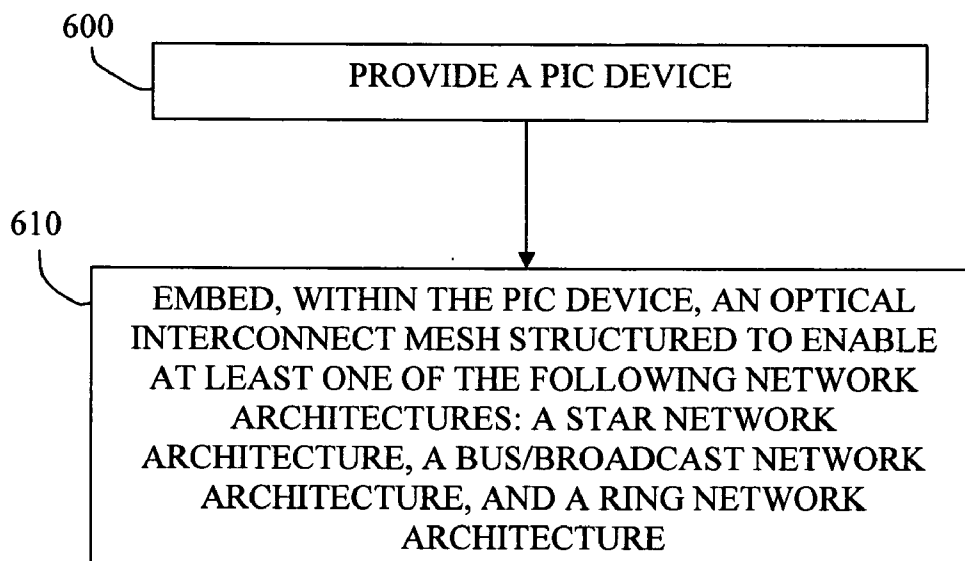 600
PROVIDE A PIC DEVICE
610
EMBED, WITHIN THE PIC DEVICE, AN OPTICAL
INTERCONNECT MESH STRUCTURED TO ENABLE
AT LEAST ONE OF THE FOLLOWING NETWORK
ARCHITECTURES: A STAR NETWORK
ARCHITECTURE, A BUS/BROADCAST NETWORK
ARCHITECTURE, AND A RING NETWORK
ARCHITECTURE